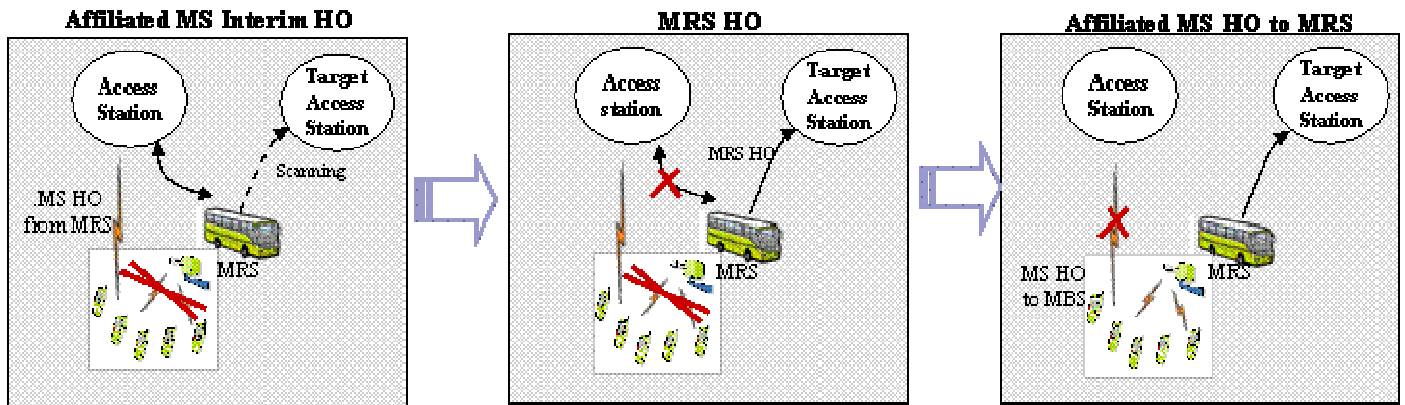 Affiliated MS Interim HO
Access
Station
Target
Access
Station
Scanning
MS HO
from MRS
MRS
MRS HO
Access
station
Target
Access
Station
MRS HO
MRS
Affiliated MS HO to MRS
Access
Station
Target
Access
Station
MS HO
to MBS
MRS